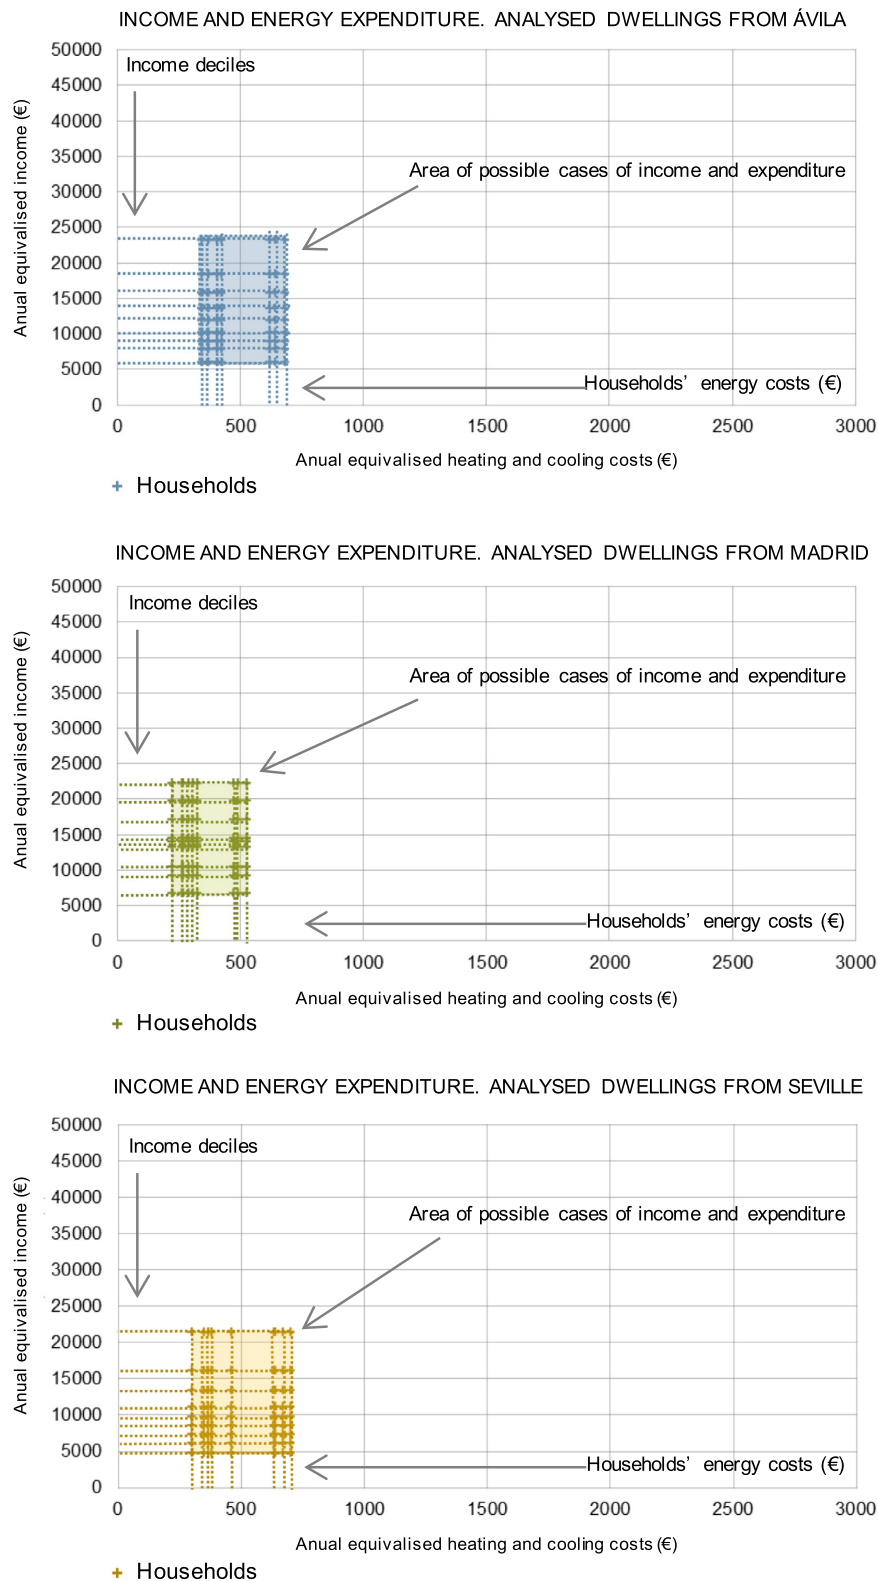 INCOME AND ENERGY EXPENDITURE. ANALYSED DWELLINGS FROM ÁVILA
50000
Income deciles
45000
40000
35000
Area of possible cases of income and expenditure
30000
25000
20000
15000
10000
5000
Households' energy costs (€)
0
Anual equivalised income (€)
0 500 1000 1500 2000 2500 3000
Anual equivalised heating and cooling costs (€)
+ Households
INCOME AND ENERGY EXPENDITURE. ANALYSED DWELLINGS FROM MADRID
50000
Income deciles
45000
40000
Area of possible cases of income and expenditure
35000
30000
25000
20000
15000
10000
5000
Households' energy costs (€)
0
Anual equivalised income (€)
0 500 1000 1500 2000 2500 3000
Anual equivalised heating and cooling costs (€)
+ Households
INCOME AND ENERGY EXPENDITURE. ANALYSED DWELLINGS FROM SEVILLE
50000
Income deciles
45000
40000
Area of possible cases of income and expenditure
35000
30000
25000
20000
15000
10000
5000
Households' energy costs (€)
0
Anual equivalised income (€)
0 500 1000 1500 2000 2500 3000
Anual equivalised heating and cooling costs (€)
+ Households